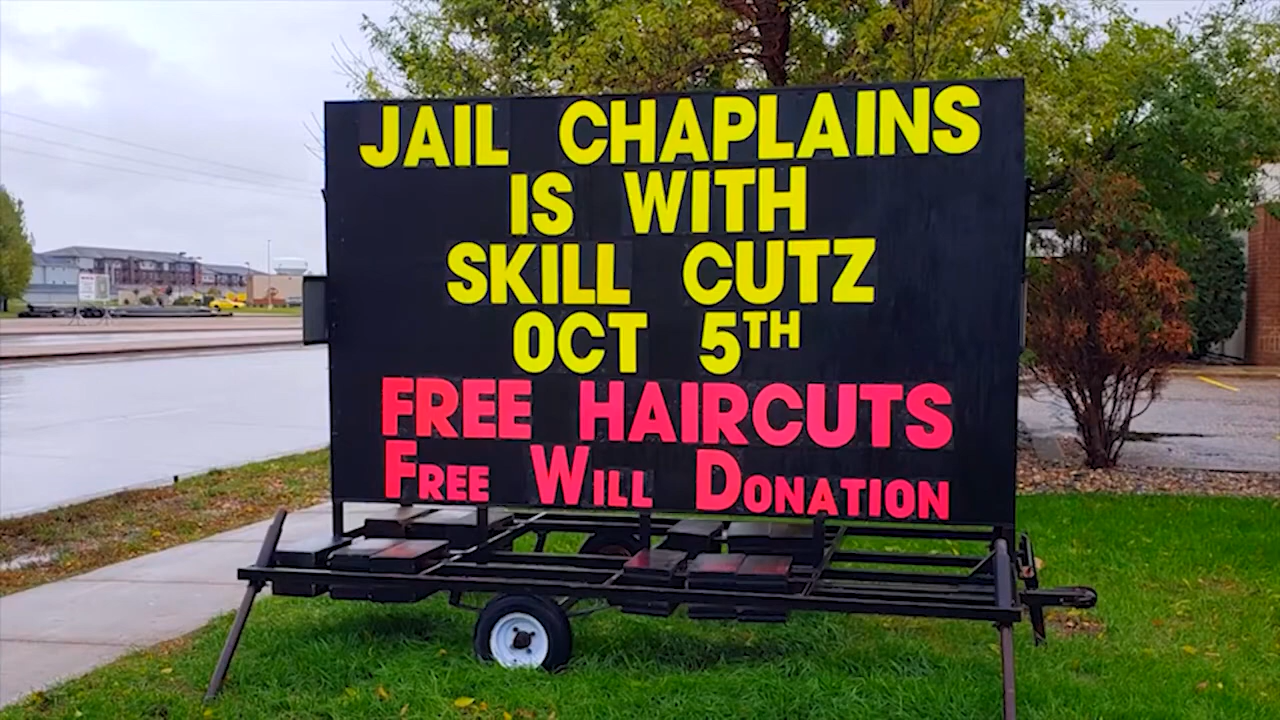 JAIL CHAPLAINS
IS WITH
SKILL CUTZ
OCT 5TH
FREE HAIRCUTS
FREE WILL DONATION